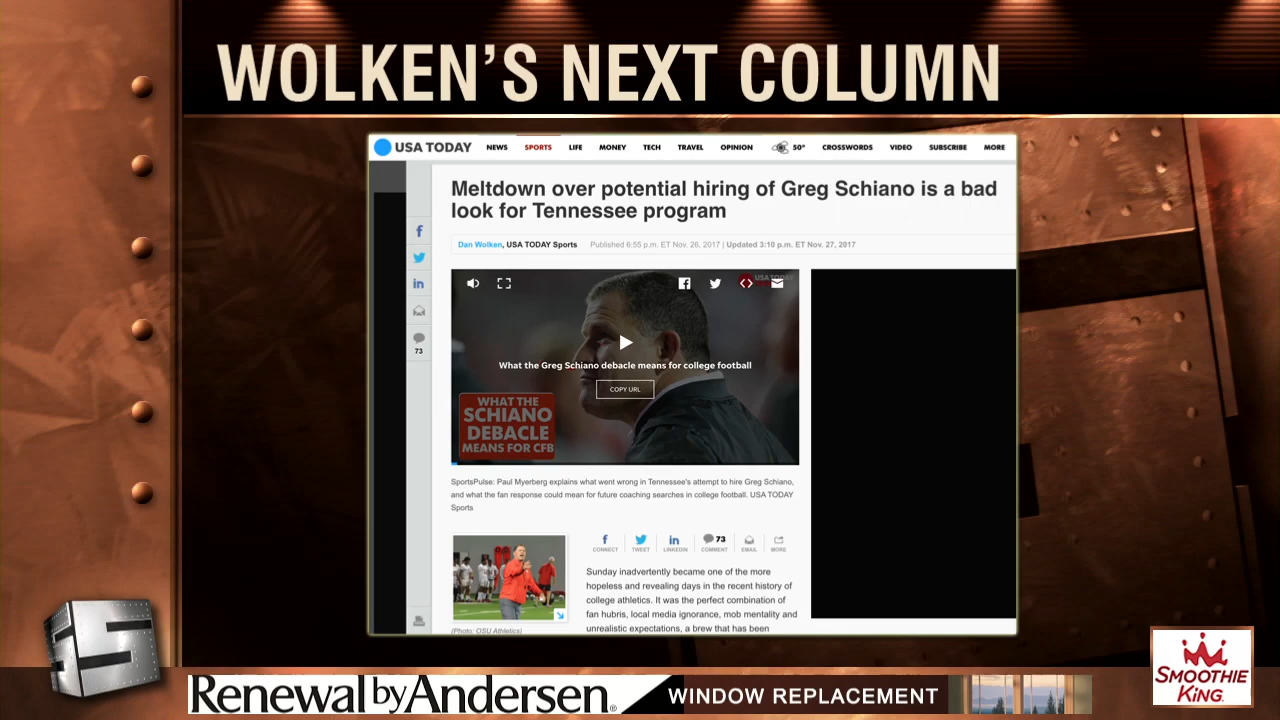 WOLKEN'S NEXT COLUMN
USA TODAY NEWS SPORTS LIFE MONEY TECH TRAVEL OPINION 50° CROSSWORDS VIDEO SUBSCRIBE MORE
Meltdown over potential hiring of Greg Schiano is a bad
look for Tennessee program
Dan Wolken, USA TODAY Sports Published 6:55 p.m. ET Nov. 26, 2017 | Updated 3:10 p.m. ET Nov. 27, 2017
73
USA TODAY
What the Greg Schiano debacle means for college football
COPY URL
WHAT THE
SCHIANO
DEBACLE
MEANS FOR CFB
SportsPulse: Paul Myerberg explains what went wrong in Tennessee's attempt to hire Greg Schiano,
and what the fan response could mean for future coaching searches in college football. USA TODAY
Sports
73
CONNECT TWEET LINKEDIN COMMENT EMAIL MORE
Sunday inadvertently became one of the more
hopeless and revealing days in the recent history of
college athletics. It was the perfect combination of
fan hubris, local media ignorance, mob mentality and
unrealistic expectations, a brew that has been
(Photo: OSU Athletics)
S
Renewal by Andersen® WINDOW REPLACEMENT
SMOOTHIE
KING